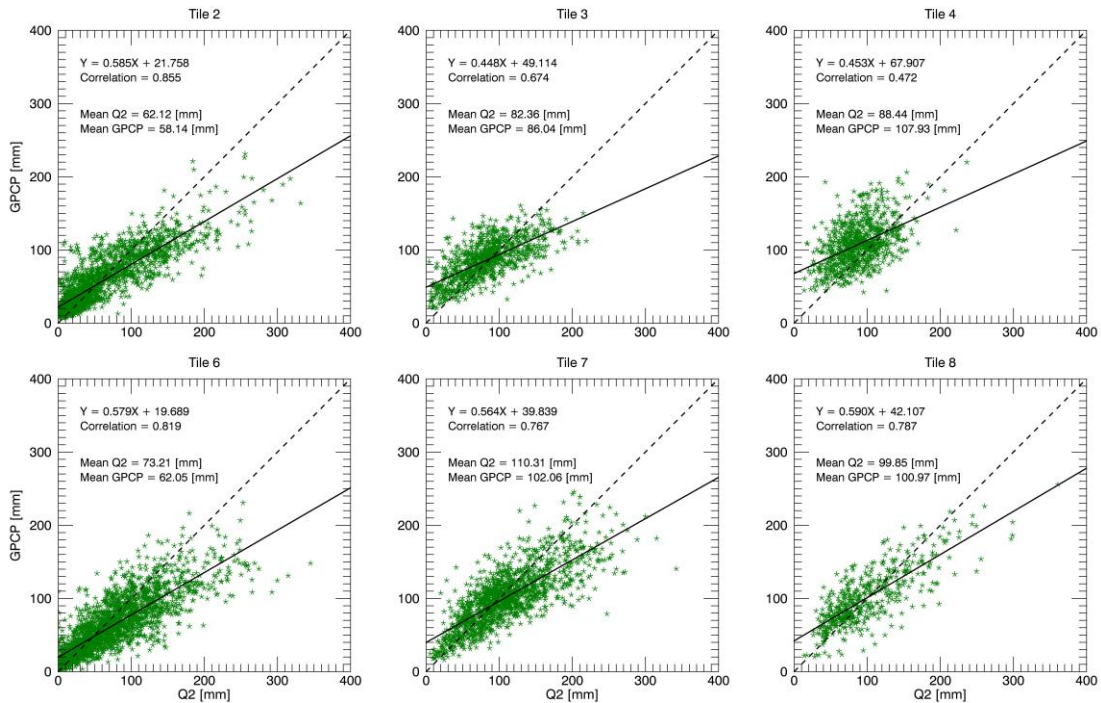 Tile 2
400
300
200
100
0
GPCP [mm]
Y = 0.585X + 21.758
Correlation = 0.855
Mean Q2 = 62.12 [mm]
Mean GPCP = 58.14 [mm]
0 100 200 300 400
Tile 3
400
300
200
100
0
Y = 0.448X + 49.114
Correlation = 0.674
Mean Q2 = 82.36 [mm]
Mean GPCP = 86.04 [mm]
0 100 200 300 400
Tile 4
400
300
200
100
0
Y = 0.453X + 67.907
Correlation = 0.472
Mean Q2 = 88.44 [mm]
Mean GPCP = 107.93 [mm]
0 100 200 300 400
Tile 6
400
300
200
100
0
GPCP [mm]
Y = 0.579X + 19.689
Correlation = 0.819
Mean Q2 = 73.21 [mm]
Mean GPCP = 62.05 [mm]
0 100 200 300 400
Q2 [mm]
Tile 7
400
300
200
100
0
Y = 0.564X + 39.839
Correlation = 0.767
Mean Q2 = 110.31 [mm]
Mean GPCP = 102.06 [mm]
0 100 200 300 400
Q2 [mm]
Tile 8
400
300
200
100
0
Y = 0.590X + 42.107
Correlation = 0.787
Mean Q2 = 99.85 [mm]
Mean GPCP = 100.97 [mm]
0 100 200 300 400
Q2 [mm]